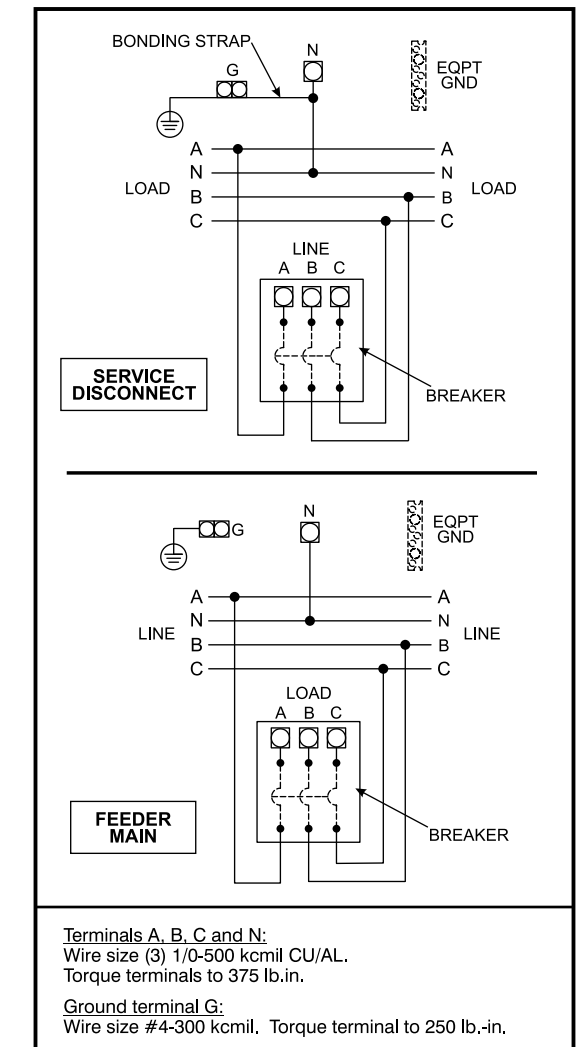 BONDING STRAP
N
G
EQPT
GND
A A
N N
LOAD LOAD
B B
C C
LINE
A B C
SERVICE
DISCONNECT
BREAKER
N
G
EQPT
GND
A A
N N
LINE LINE
B B
C C
LOAD
A B C
FEEDER
MAIN
BREAKER
Terminals A, B, C and N:
Wire size (3) 1/0-500 kcmil CU/AL.
Torque terminals to 375 lb.in.
Ground terminal G:
Wire size #4-300 kcmil. Torque terminal to 250 lb.-in.